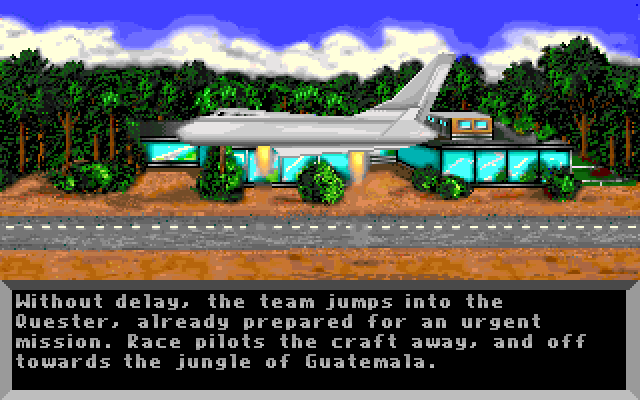 Without delay, the team jumps into the
Quester, already prepared for an urgent
mission. Race pilots the craft away, and off
towards the jungle of Guatemala.